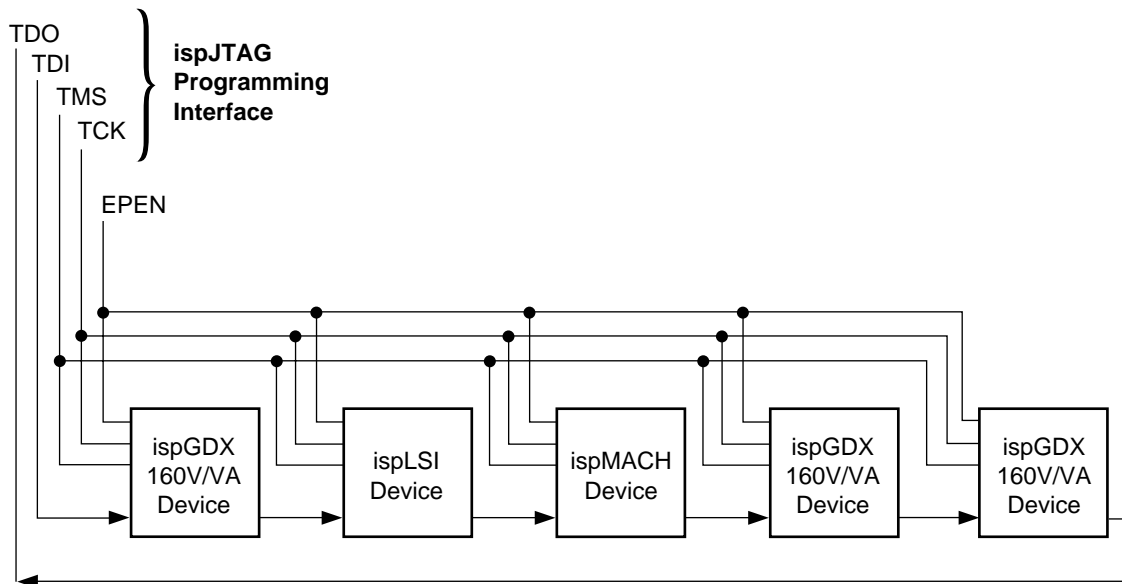 TDO
TDI
TMS
TCK
ispJTAG
Programming
Interface
EPEN
ispGDX
160V/VA
Device
ispLSI
Device
ispMACH
Device
ispGDX
160V/VA
Device
ispGDX
160V/VA
Device